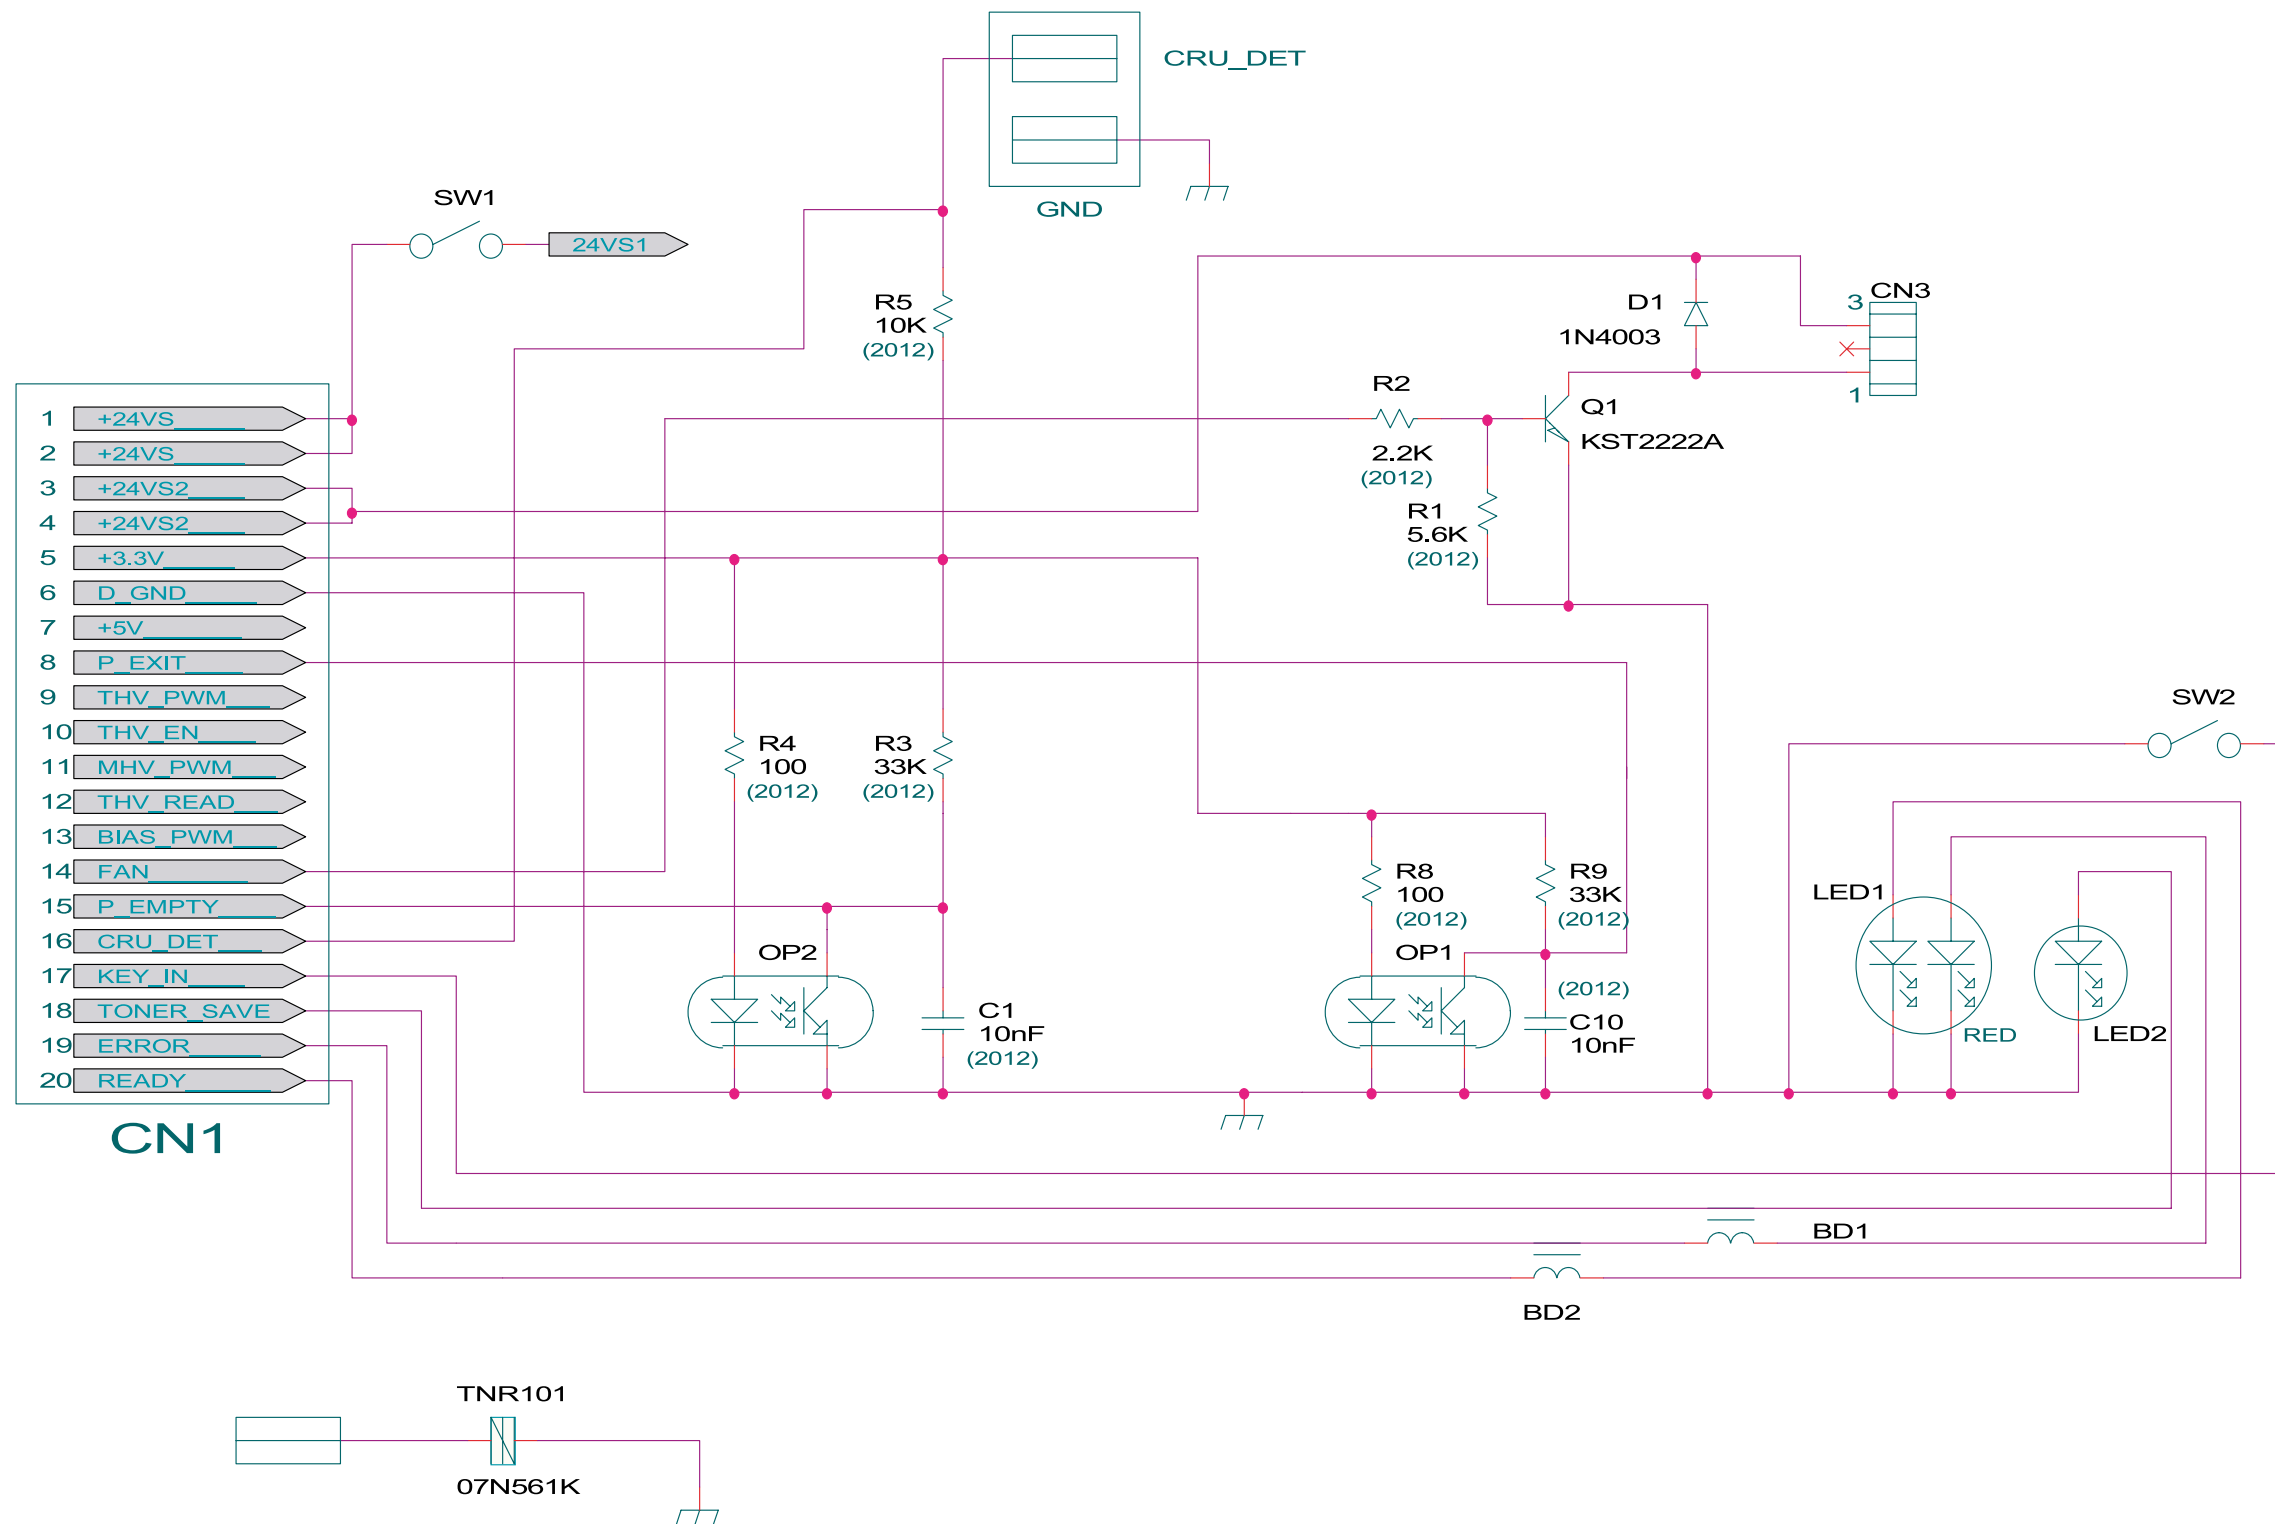 CRU_DET
GND
SW1
24VS1
R5
10K
(2012)
D1
1N4003
3
CN3
1
R2
2.2K
(2012)
Q1
KST2222A
R1
5.6K
(2012)
1 +24VS
2 +24VS
3 +24VS2
4 +24VS2
5 +3.3V
6 D_GND
7 +5V
8 P_EXIT
9 THV_PWM
10 THV_EN
11 MHV_PWM
12 THV_READ
13 BIAS_PWM
14 FAN
15 P_EMPTY
16 CRU_DET
17 KEY_IN
18 TONER_SAVE
19 ERROR
20 READY
CN1
R4
100
(2012)
R3
33K
(2012)
SW2
R8
100
(2012)
R9
33K
(2012)
LED1
OP2
OP1
(2012)
C1
10nF
(2012)
C10
10nF
RED
LED2
BD1
BD2
TNR101
07N561K